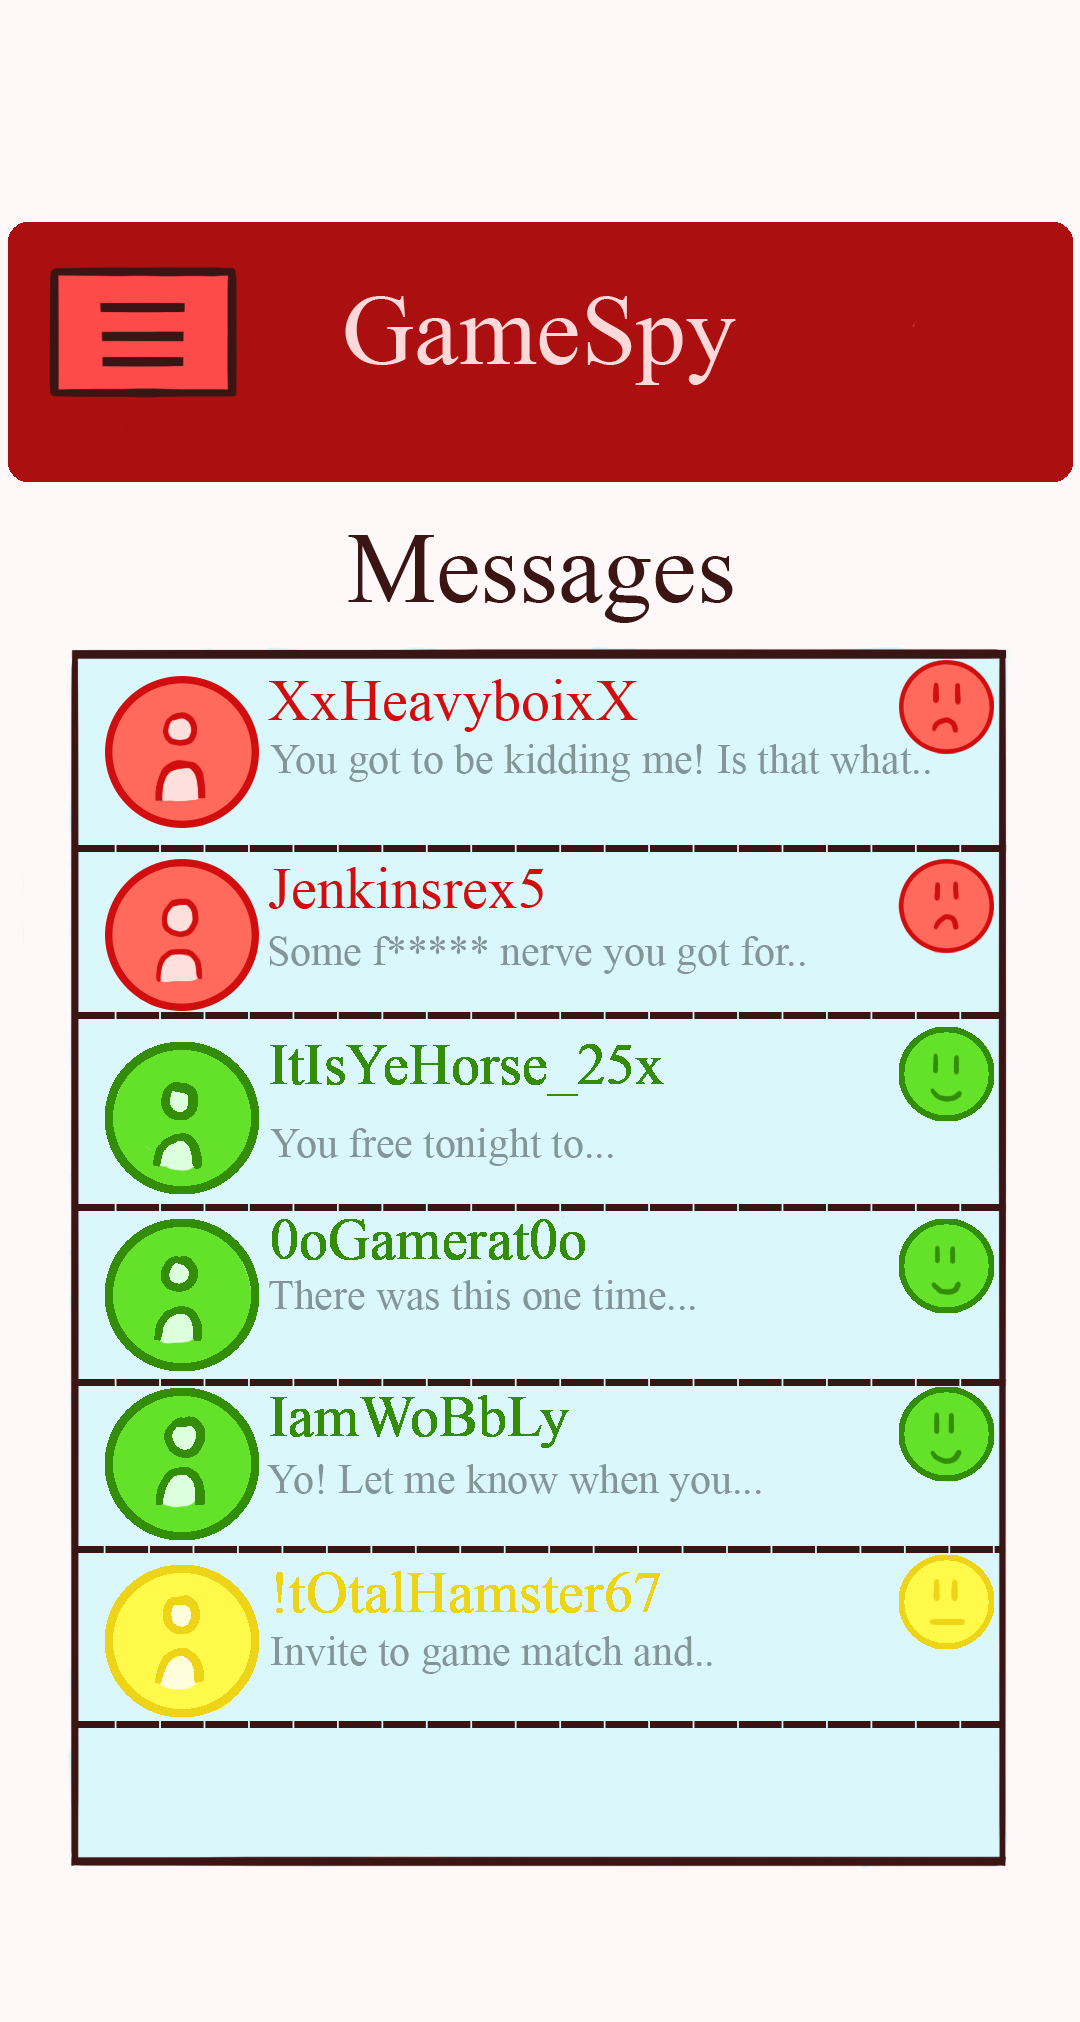 GameSpy
Messages
XxHeavyboixX
You got to be kidding me! Is that what..
Jenkinsrex5
Some f***** nerve you got for..
ItIsYeHorse_25x
You free tonight to...
0oGamerat0o
There was this one time...
IamWoBbLy
Yo! Let me know when you...
!tOtalHamster67
Invite to game match and..